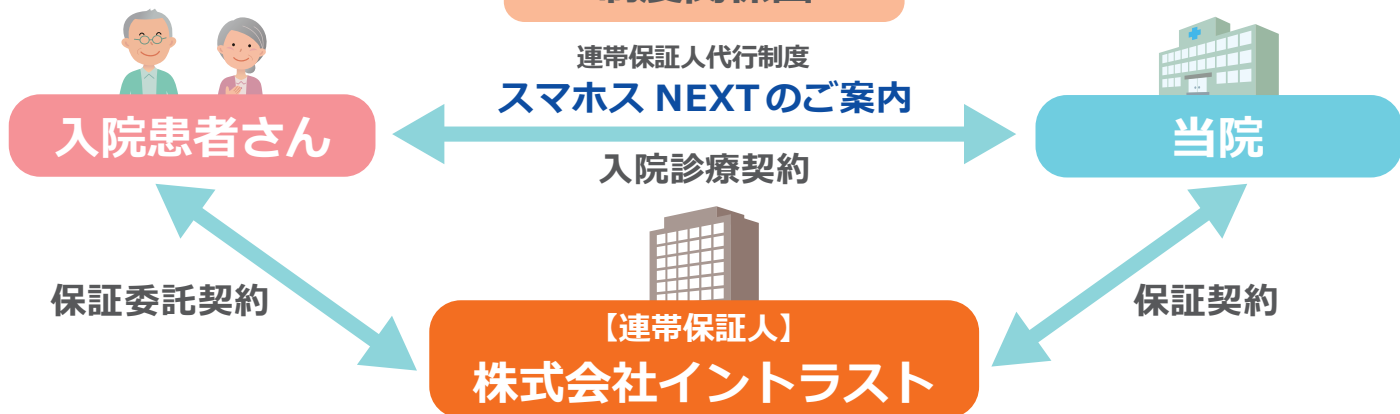 連帯保証人代行制度
スマホス NEXTのご案内
入院患者さん
当院
入院診療契約
保証委託契約
保証契約
【連帯保証人】
株式会社イントラスト